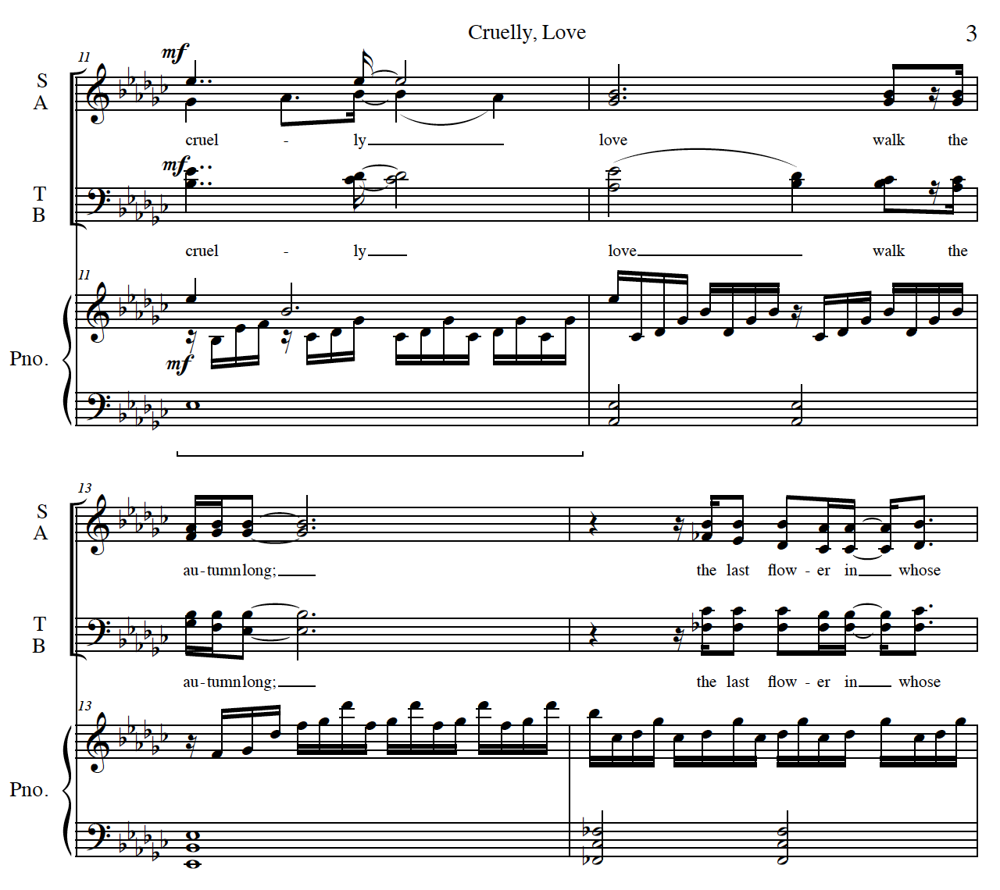 Cruelly, Love
3
11
mf
S
A
cruel - ly love walk the
mf
T
B
cruel - ly love walk the
11
Pno.
mf
13
S
A
au-tumn long; the last flow - er in whose
T
B
au-tumn long; the last flow - er in whose
13
Pno.